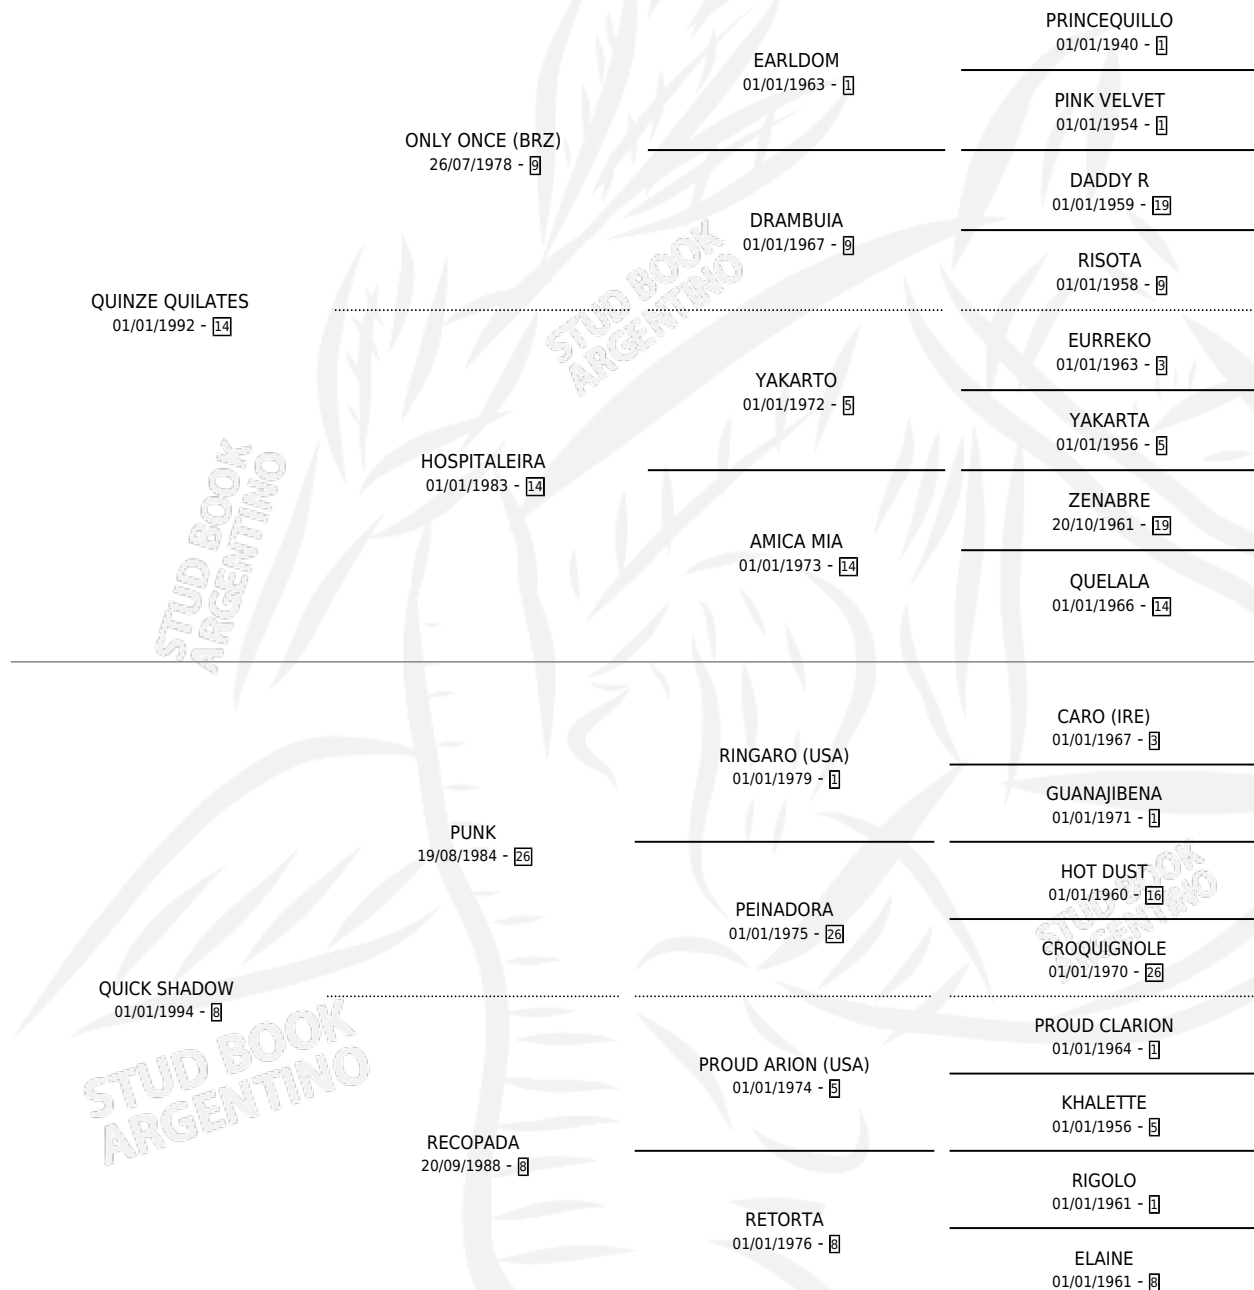 PRINCEQUILLO
01/01/1940 - 1
EARLDOM
01/01/1963 - 1
PINK VELVET
01/01/1954 - 1
ONLY ONCE (BRZ)
26/07/1978 - 9
DADDY R
01/01/1959 - 19
DRAMBUIA
01/01/1967 - 9
RISOTA
01/01/1958 - 9
QUINZE QUILATES
01/01/1992 - 14
EURREKO
01/01/1963 - 3
YAKARTO
01/01/1972 - 5
YAKARTA
01/01/1956 - 5
HOSPITALEIRA
01/01/1983 - 14
ZENABRE
20/10/1961 - 19
AMICA MIA
01/01/1973 - 14
QUELALA
01/01/1966 - 14
STUD BOOK
ARGENTINO
STUD BOOK
ARGENTINO
CARO (IRE)
01/01/1967 - 3
RINGARO (USA)
01/01/1979 - 1
GUANAJIBENA
01/01/1971 - 1
PUNK
19/08/1984 - 26
HOT DUST
01/01/1960 - 16
PEINADORA
01/01/1975 - 26
CROQUIGNOLE
01/01/1970 - 26
STUD BOOK
ARGENTINO
QUICK SHADOW
01/01/1994 - 8
PROUD CLARION
01/01/1964 - 1
PROUD ARION (USA)
01/01/1974 - 5
KHALETTE
01/01/1956 - 5
RECOPADA
20/09/1988 - 8
RIGOLO
01/01/1961 - 1
RETORTA
01/01/1976 - 8
ELAINE
01/01/1961 - 8
STUD BOOK
ARGENTINO